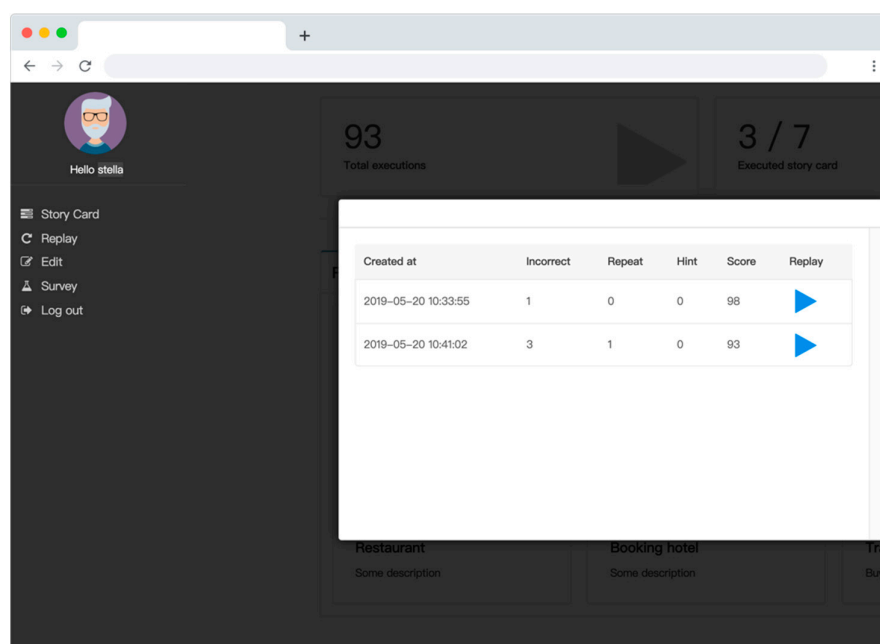 Hello stella
Story Card
Replay
Edit
Survey
Log out
93
Total executions
3 / 7
Executed story card
Created at Incorrect Repeat Hint Score Replay
2019-05-20 10:33:55 1 0 0 98
2019-05-20 10:41:02 3 1 0 93
Restaurant
Some description
Booking hotel
Some description